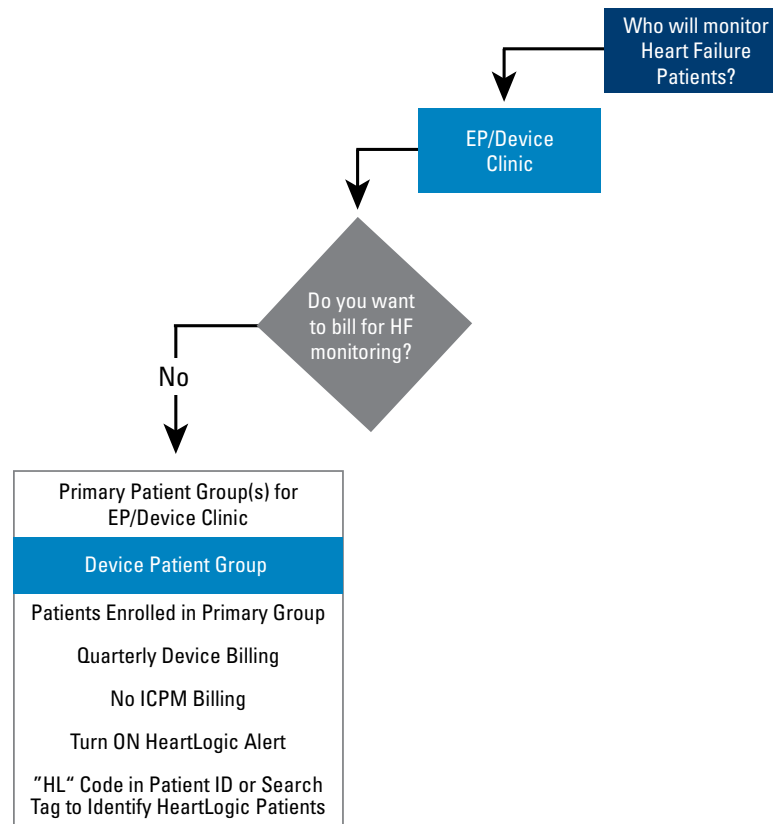 Who will monitor
Heart Failure
Patients?
EP/Device
Clinic
Do you want
to bill for HF
monitoring?
No
Primary Patient Group(s) for
EP/Device Clinic
Device Patient Group
Patients Enrolled in Primary Group
Quarterly Device Billing
No ICPM Billing
Turn ON HeartLogic Alert
”HL“ Code in Patient ID or Search
Tag to Identify HeartLogic Patients